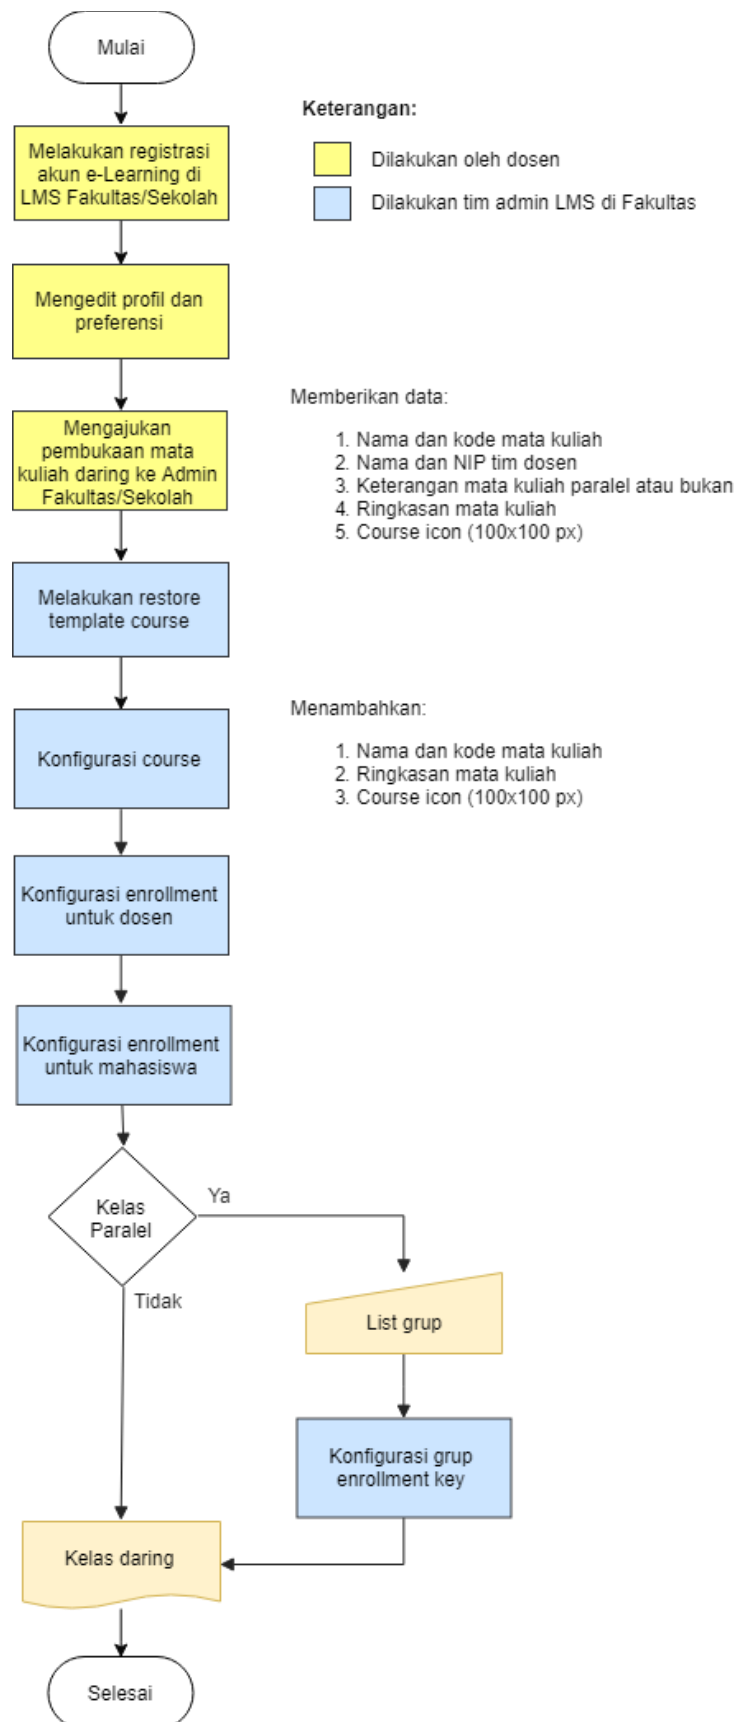 Mulai
Keterangan:
Melakukan registrasi
akun e-Learning di
LMS Fakultas/Sekolah
Dilakukan oleh dosen
Dilakukan tim admin LMS di Fakultas
Mengedit profil dan
preferensi
Mengajukan
pembukaan mata
kuliah daring ke Admin
Fakultas/Sekolah
Memberikan data:
1. Nama dan kode mata kuliah
2. Nama dan NIP tim dosen
3. Keterangan mata kuliah paralel atau bukan
4. Ringkasan mata kuliah
5. Course icon (100x100 px)
Melakukan restore
template course
Konfigurasi course
Menambahkan:
1. Nama dan kode mata kuliah
2. Ringkasan mata kuliah
3. Course icon (100x100 px)
Konfigurasi enrollment
untuk dosen
Konfigurasi enrollment
untuk mahasiswa
Kelas
Paralel
Ya
Tidak
List grup
Konfigurasi grup
enrollment key
Kelas daring
Selesai